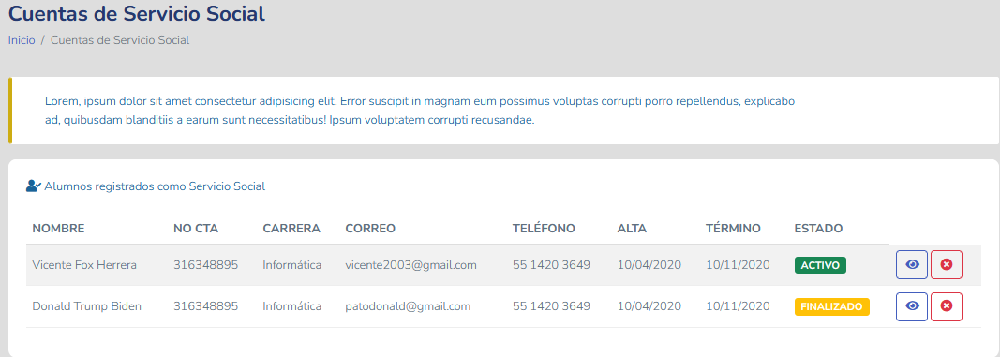 Cuentas de Servicio Social
Inicio / Cuentas de Servicio Social
Lorem, ipsum dolor sit amet consectetur adipisicing elit. Error suscipit in magnam eum possimus voluptas corrupti porro repellendus, explicabo
ad, quibusdam blanditiis a earum sunt necessitatibus! Ipsum voluptatem corrupti recusandae.
Alumnos registrados como Servicio Social
NOMBRE NO CTA CARRERA CORREO TELÉFONO ALTA TÉRMINO ESTADO
Vicente Fox Herrera 316348895 Informática vicente2003@gmail.com 55 1420 3649 10/04/2020 10/11/2020 ACTIVO
Donald Trump Biden 316348895 Informática patodonald@gmail.com 55 1420 3649 10/04/2020 10/11/2020 FINALIZADO